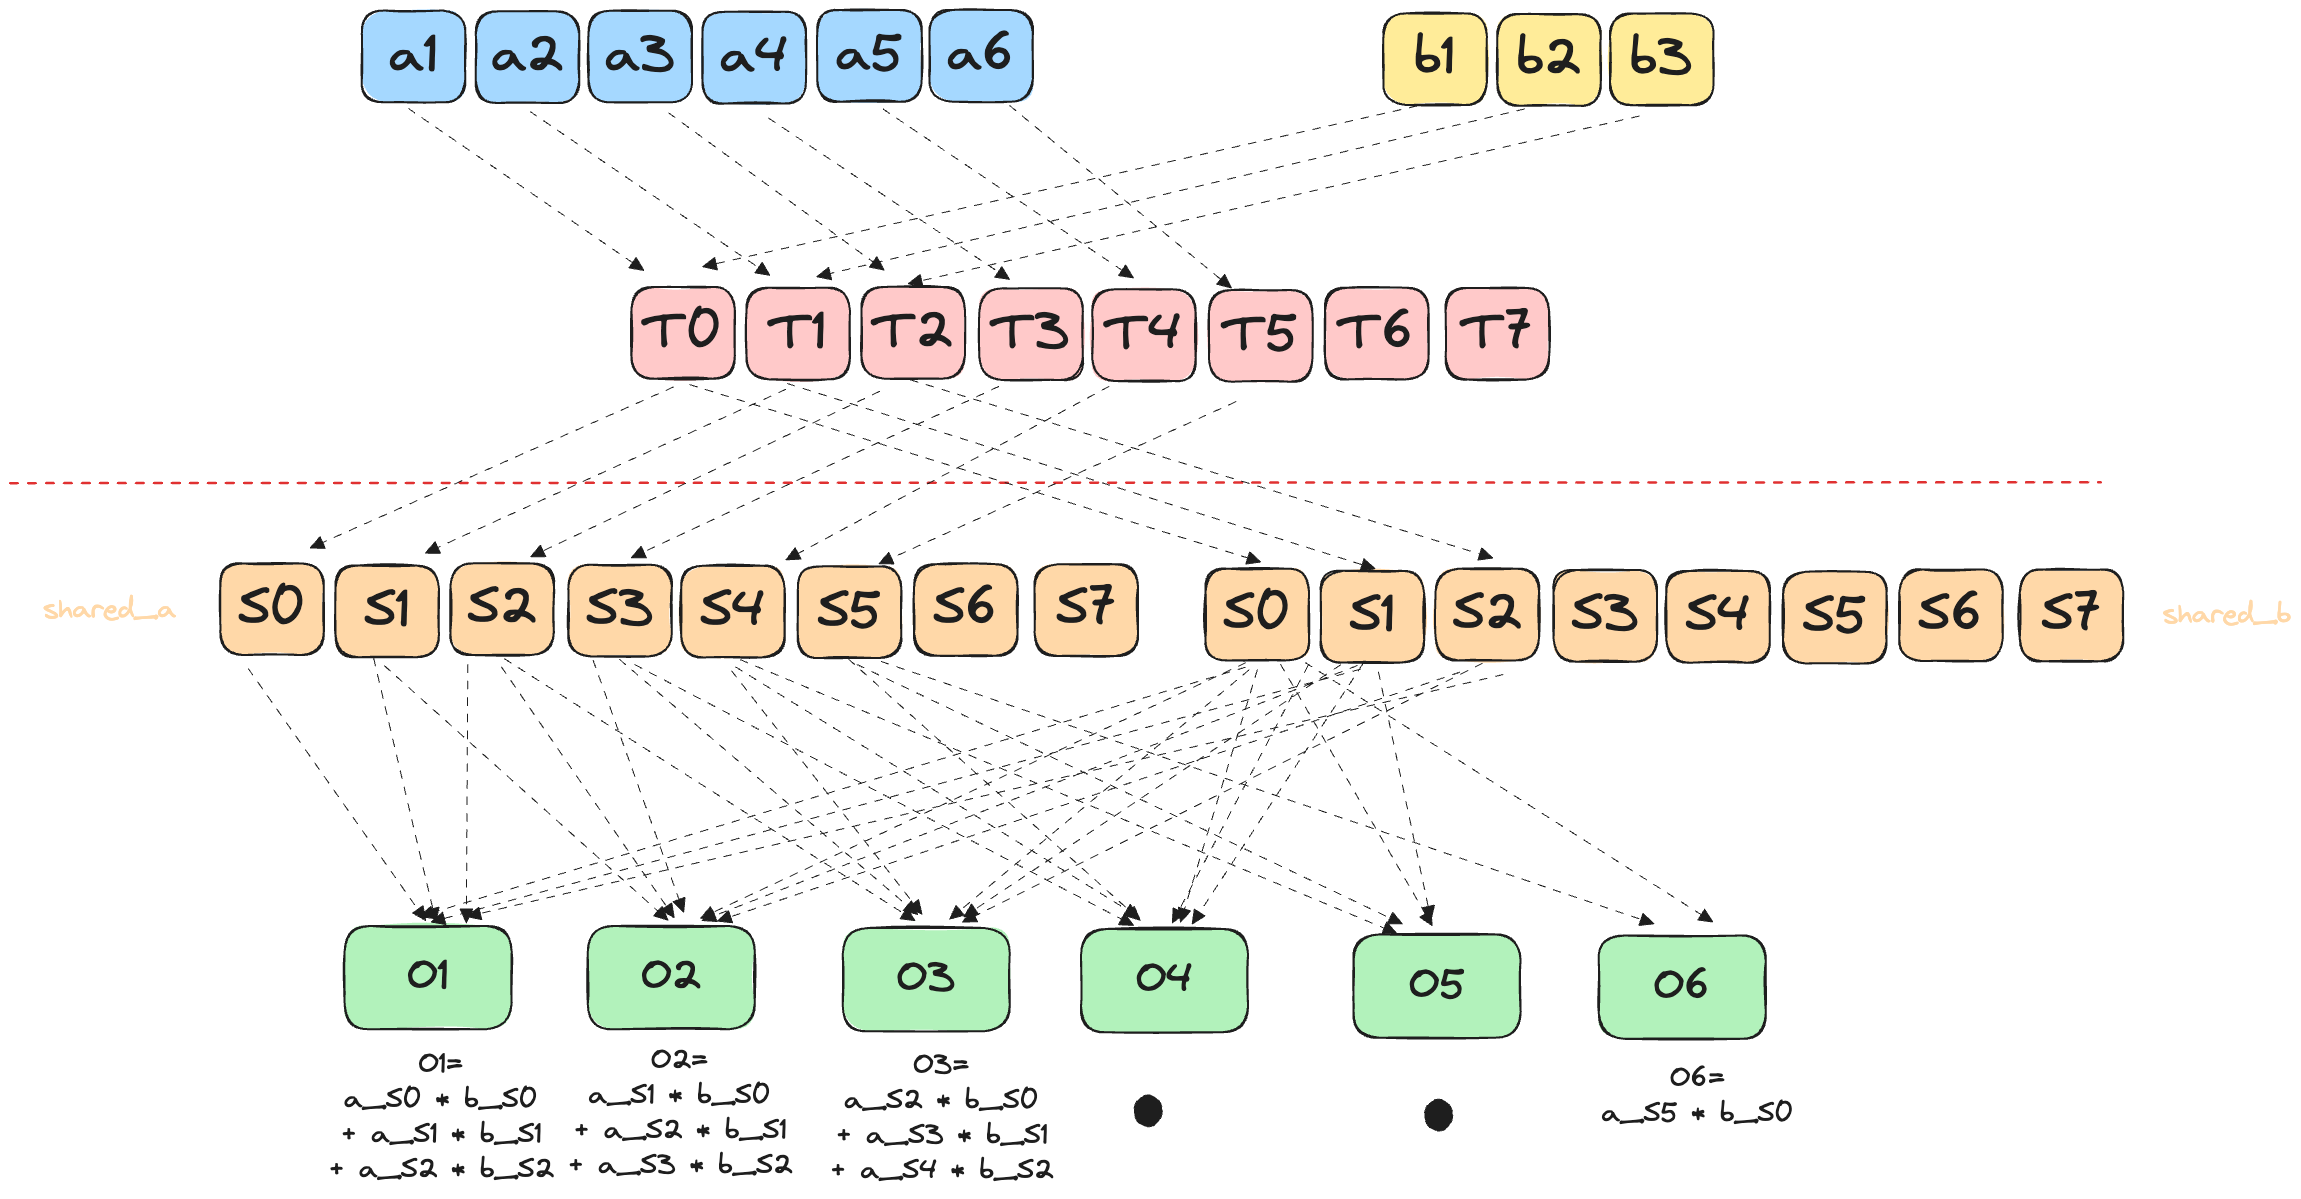 a1 a2 a3 a4 a5 a6 b1 b2 b3
T0 T1 T2 T3 T4 T5 T6 T7
shared_a S0 S1 S2 S3 S4 S5 S6 S7 S0 S1 S2 S3 S4 S5 S6 S7 shared_b
O1 O2 O3 O4 O5 O6
O1=
a_S0 * b_S0
+ a_S1 * b_S1
+ a_S2 * b_S2
O2=
a_S1 * b_S0
+ a_S2 * b_S1
+ a_S3 * b_S2
O3=
a_S2 * b_S0
+ a_S3 * b_S1
+ a_S4 * b_S2
O6=
a_S5 * b_S0